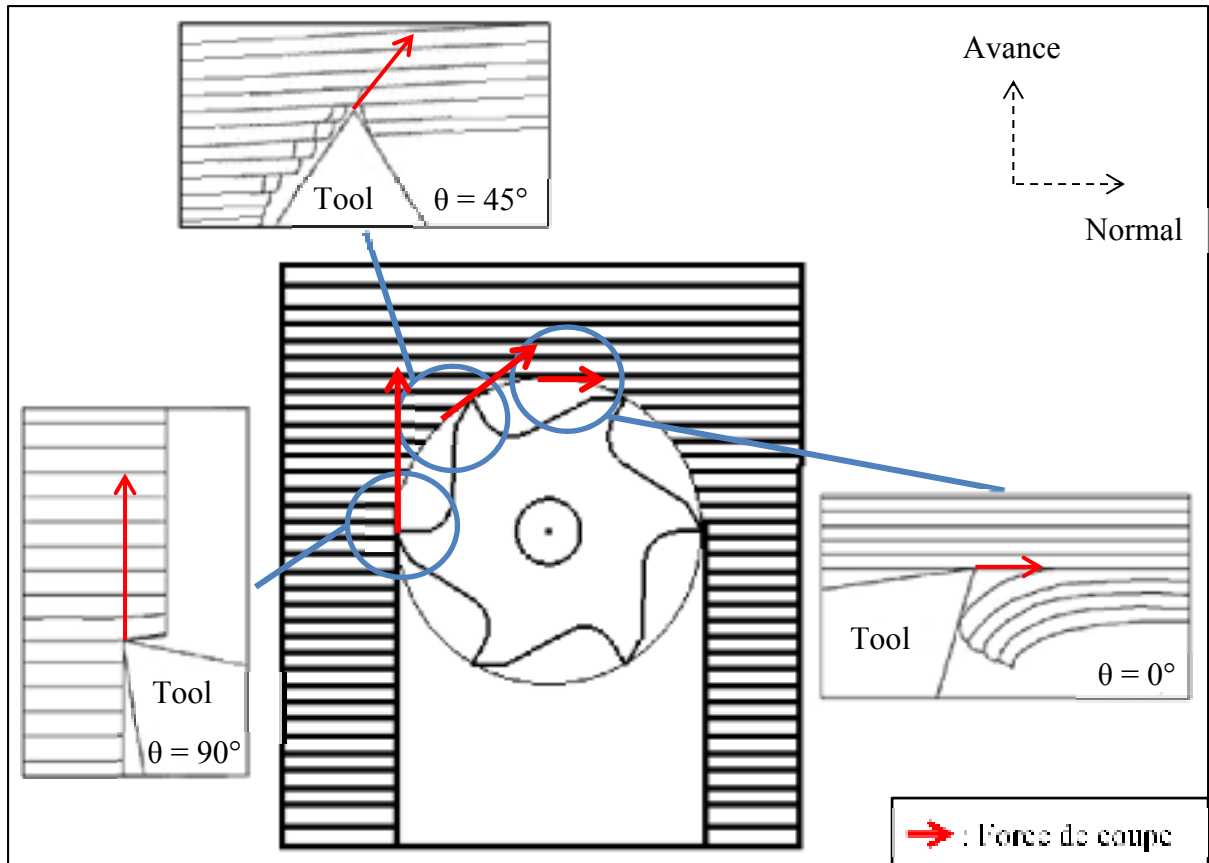 Avance
Normal
Tool
θ = 45°
Tool
θ = 90°
Tool
θ = 0°
: Force de coupe